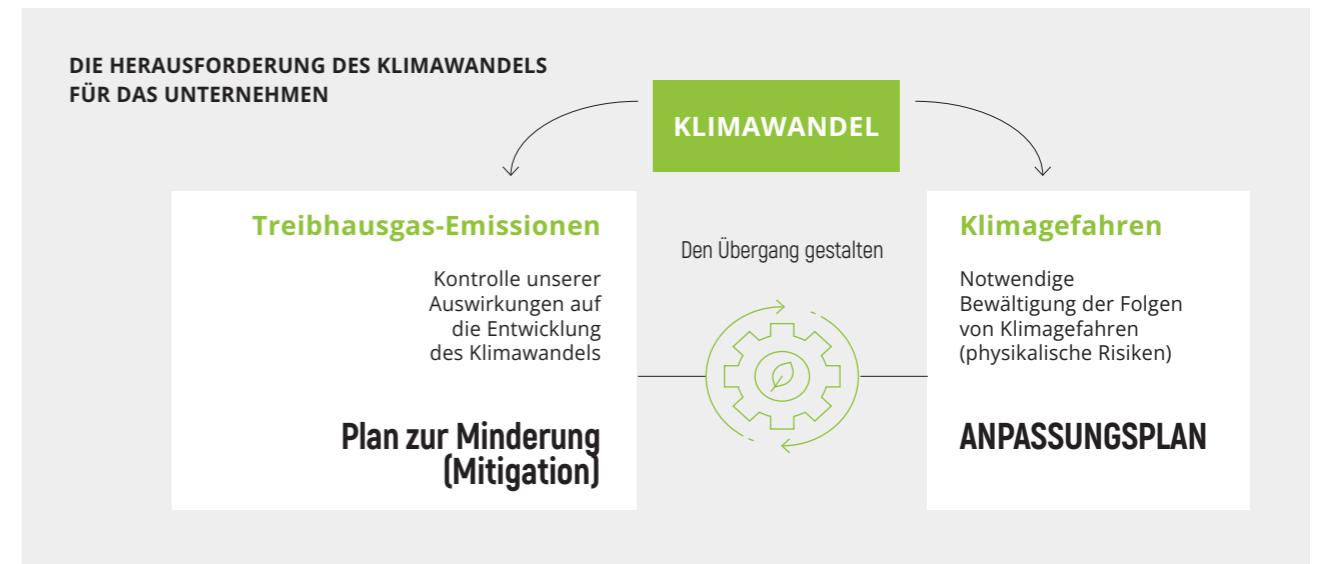 DIE HERAUSFORDERUNG DES KLIMAWANDELS
FÜR DAS UNTERNEHMEN
KLIMAWANDEL
Treibhausgas-Emissionen
Kontrolle unserer
Auswirkungen auf
die Entwicklung
des Klimawandels
Plan zur Minderung
(Mitigation)
Den Übergang gestalten
Klimagefahren
Notwendige
Bewältigung der Folgen
von Klimagefahren
(physikalische Risiken)
ANPASSUNGSPLAN